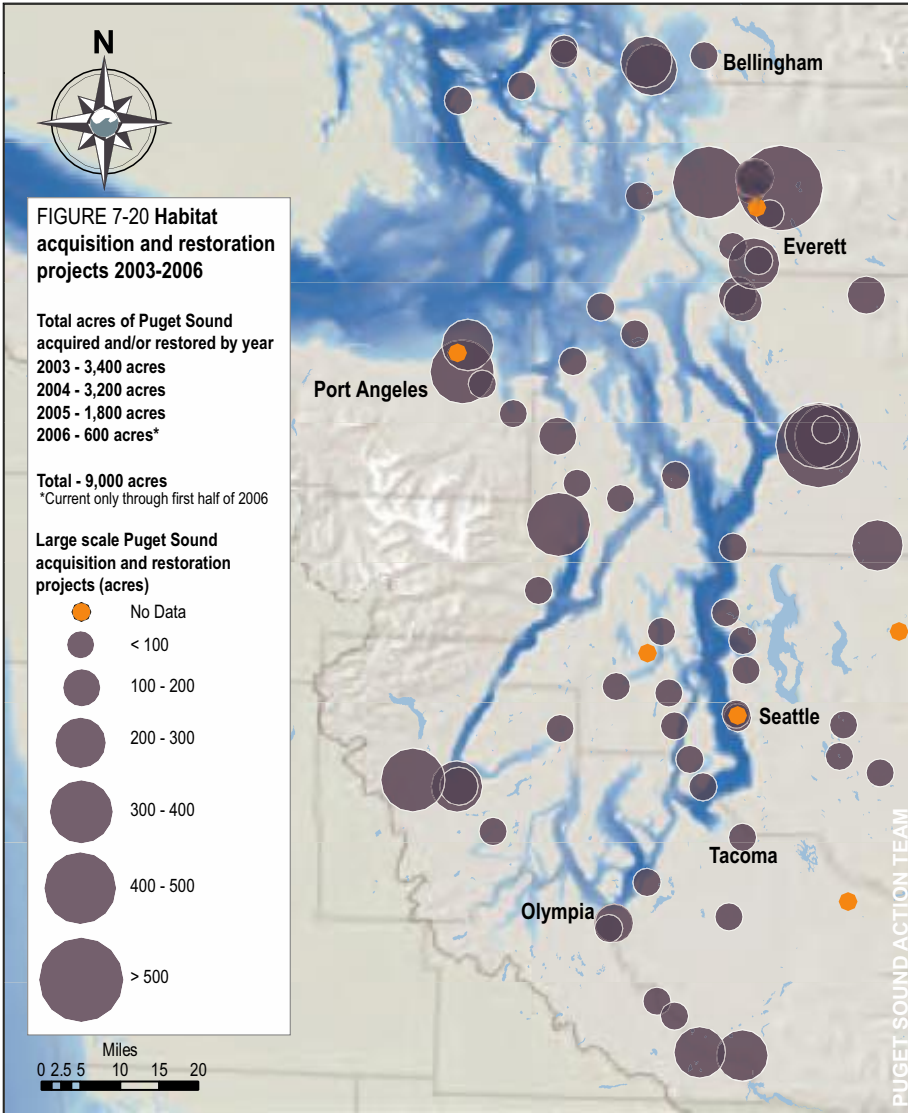 N
Bellingham
FIGURE 7-20 Habitat
acquisition and restoration
projects 2003-2006
Everett
Total acres of Puget Sound
acquired and/or restored by year
2003 - 3,400 acres
2004 - 3,200 acres
2005 - 1,800 acres
2006 - 600 acres*
Port Angeles
Total - 9,000 acres
*Current only through first half of 2006
Large scale Puget Sound
acquisition and restoration
projects (acres)
No Data
< 100
100 - 200
200 - 300
300 - 400
400 - 500
> 500
Seattle
Tacoma
Olympia
Miles
0 2.5 5 10 15 20
PUGET SOUND ACTION TEAM